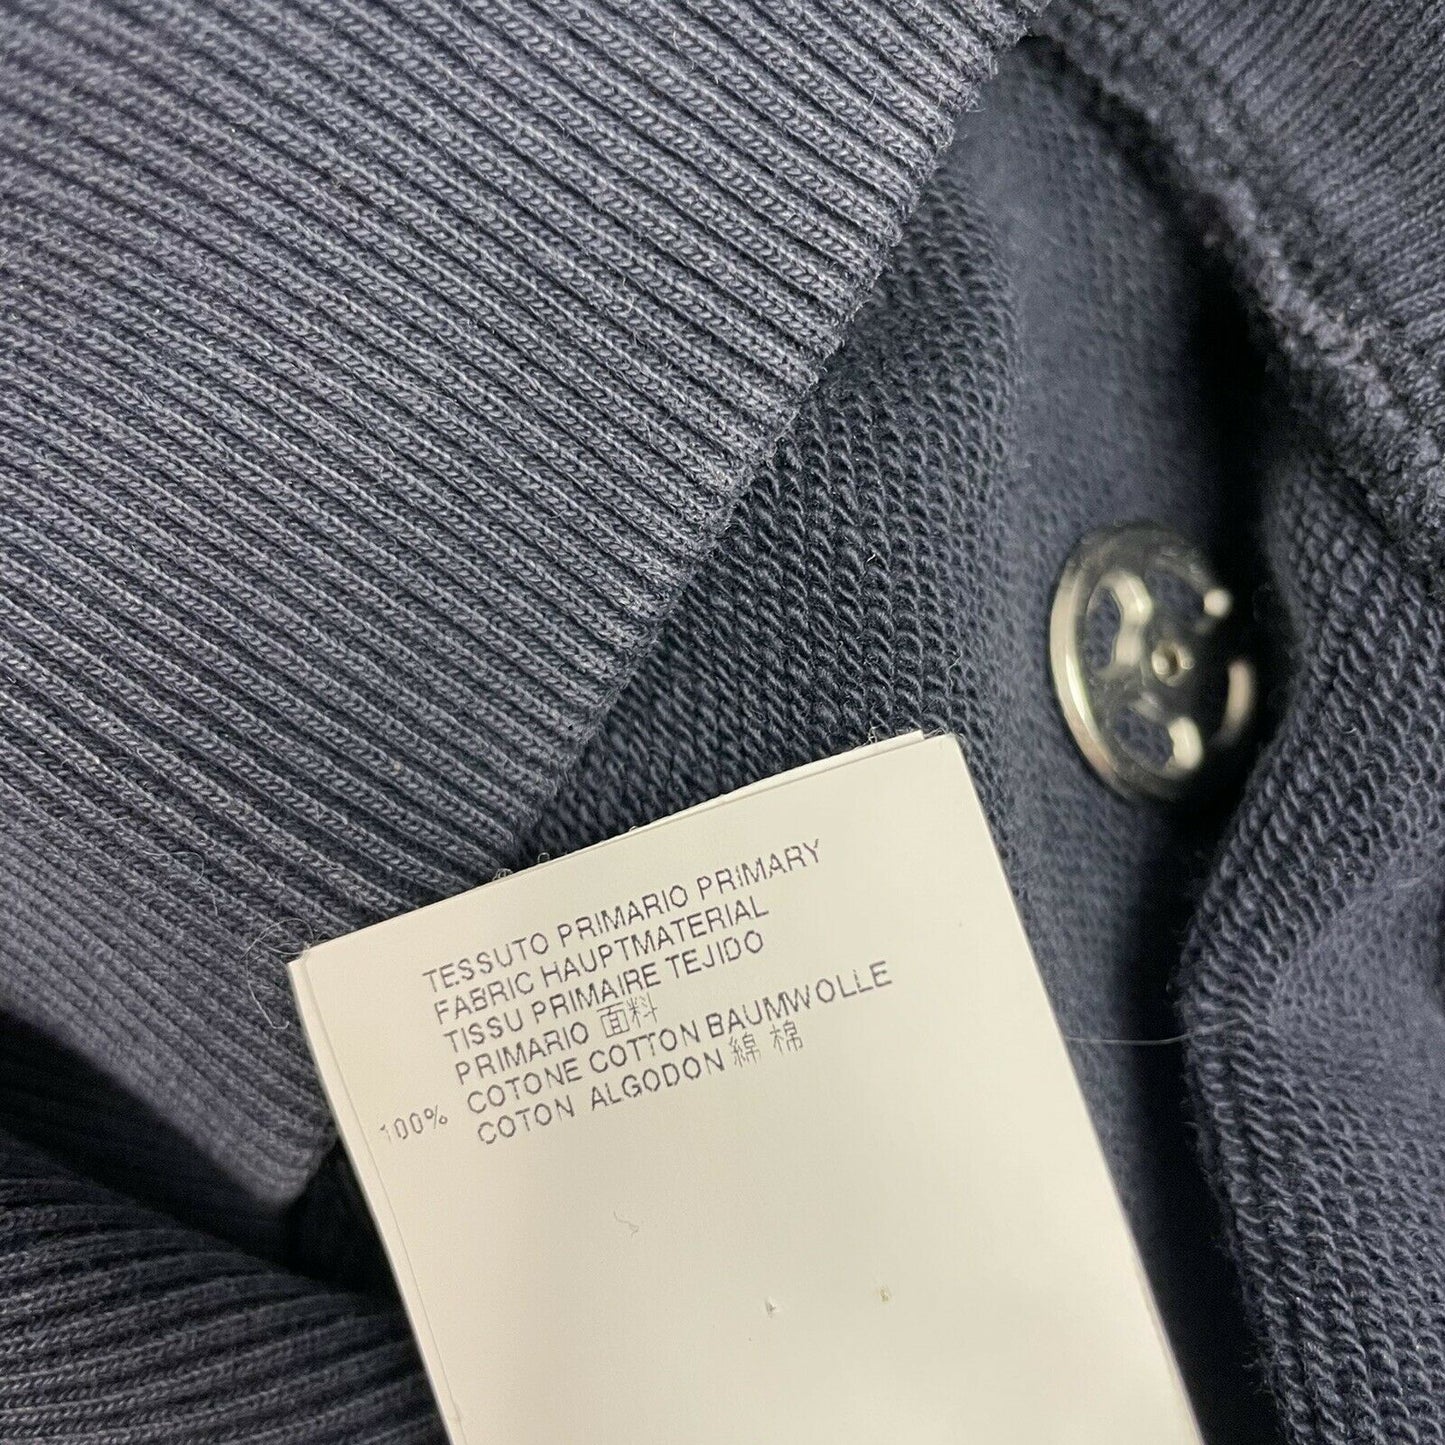 TESSUTO PRIMARIO PRIMARY
FABRIC HAUPTMATERIAL
TISSU PRIMAIRE TEJIDO
PRIMARIO 面料
COTONE COTTON BAUMWOLLE
100% COTON ALGODON 綿 棉